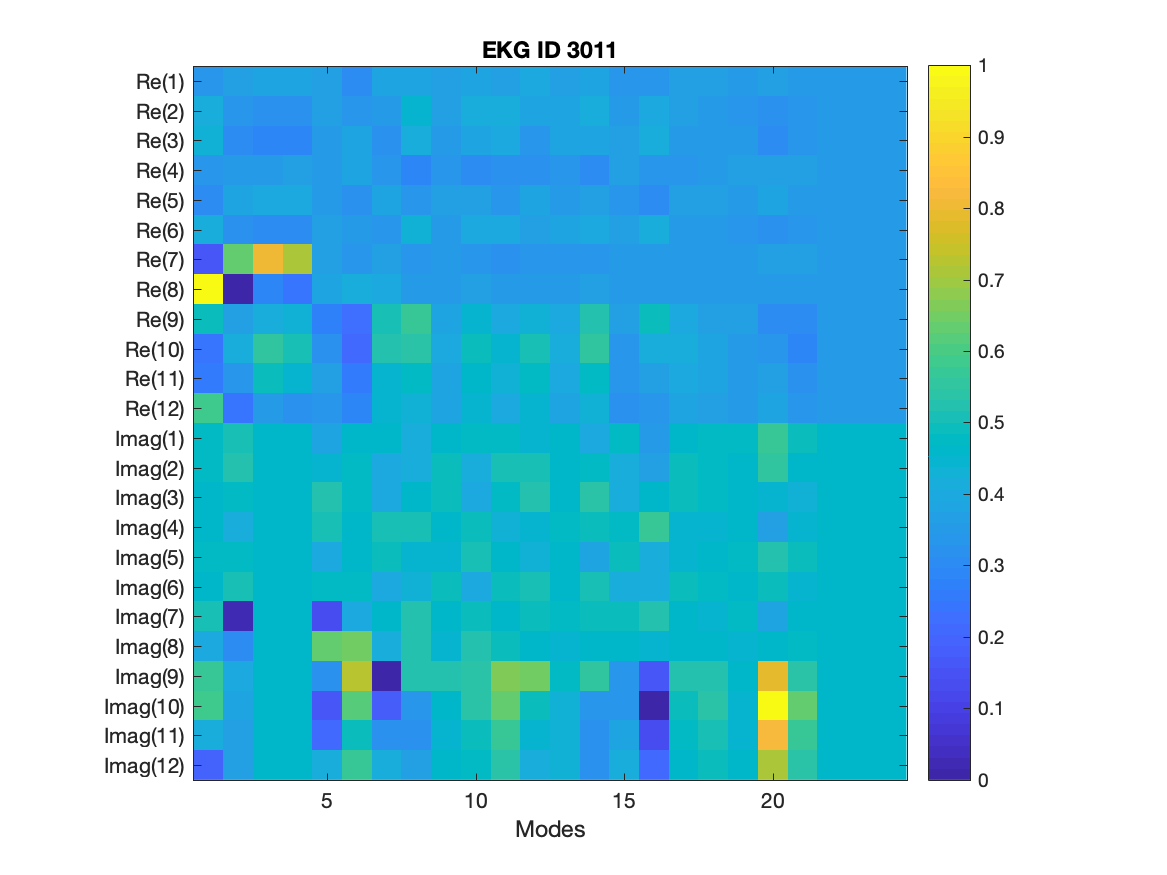 EKG ID 3011
Re(1)
Re(2)
Re(3)
Re(4)
Re(5)
Re(6)
Re(7)
Re(8)
Re(9)
Re(10)
Re(11)
Re(12)
Imag(1)
Imag(2)
Imag(3)
Imag(4)
Imag(5)
Imag(6)
Imag(7)
Imag(8)
Imag(9)
Imag(10)
Imag(11)
Imag(12)
5 10 15 20
Modes
1
0.9
0.8
0.7
0.6
0.5
0.4
0.3
0.2
0.1
0